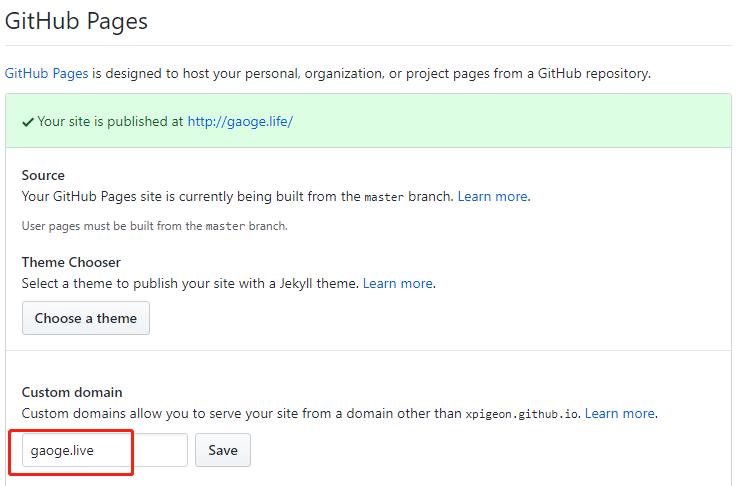 GitHub Pages
GitHub Pages is designed to host your personal, organization, or project pages from a GitHub repository.
✓ Your site is published at http://gaoge.life/
Source
Your GitHub Pages site is currently being built from the master branch. Learn more.
User pages must be built from the master branch.
Theme Chooser
Select a theme to publish your site with a Jekyll theme. Learn more.
Choose a theme
Custom domain
Custom domains allow you to serve your site from a domain other than xpigeon.github.io. Learn more.
gaoge.live Save